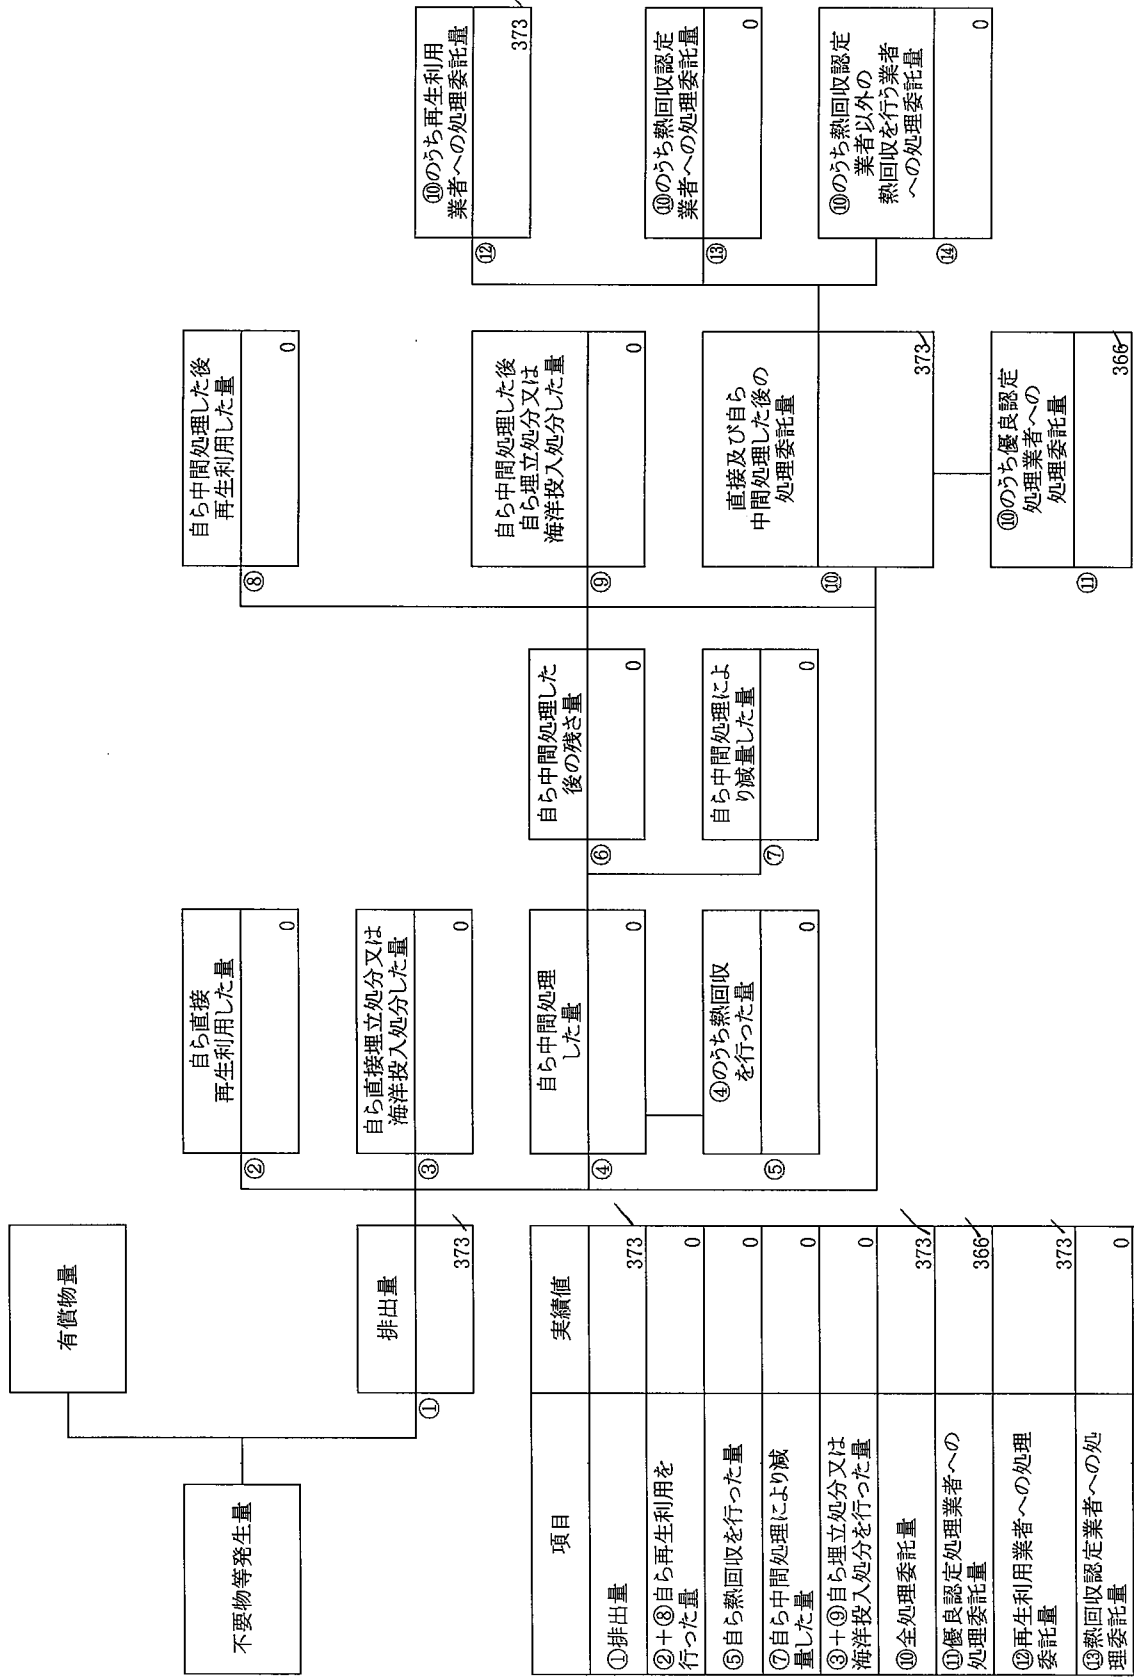 不要物等発生量
有償物量
①
排出量
373
②
自ら直接
再生利用した量
0
③
自ら直接埋立処分又は
海洋投入処分した量
0
④
自ら中間処理
した量
0
⑤
④のうち熱回収
を行った量
0
⑥
自ら中間処理した
後の残さ量
0
⑦
自ら中間処理によ
り減量した量
0
⑧
自ら中間処理した後
再生利用した量
0
⑨
自ら中間処理した後
自ら埋立処分又は
海洋投入処分した量
0
⑩
直接及び自ら
中間処理した後の
処理委託量
373
⑪
⑩のうち優良認定
処理業者への
処理委託量
366
⑫
⑩のうち再生利用
業者への処理委託量
373
⑬
⑩のうち熱回収認定
業者への処理委託量
0
⑭
⑩のうち熱回収認定
業者以外の
熱回収を行う業者
への処理委託量
0
項目
実績値
①排出量
373
②+⑧自ら再生利用を
行った量
0
⑤自ら熱回収を行った量
0
⑦自ら中間処理により減
量した量
0
③+⑨自ら埋立処分又は
海洋投入処分を行った量
0
⑩全処理委託量
373
⑪優良認定処理業者への
処理委託量
366
⑫再生利用業者への処理
委託量
373
⑬熱回収認定業者への処
理委託量
0